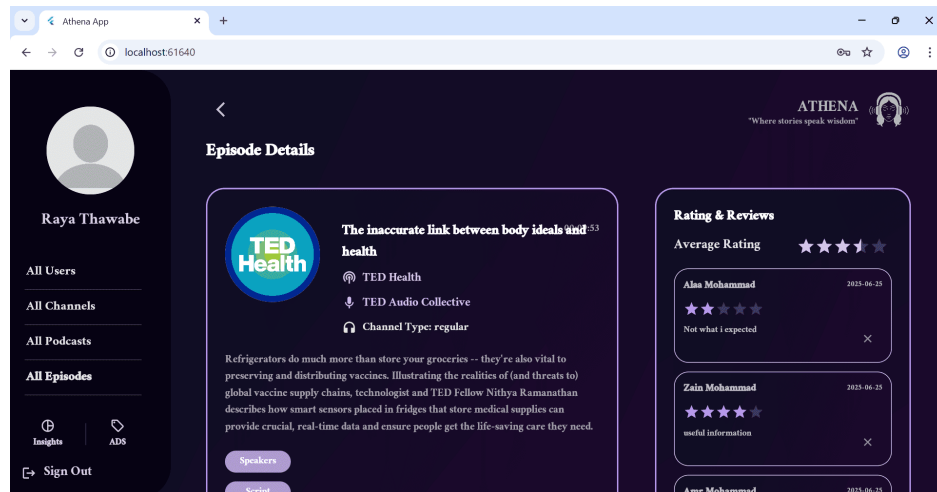 Athena App
localhost:61640
ATHENA
"Where stories speak wisdom"
Raya Thawabe
All Users
All Channels
All Podcasts
All Episodes
Insights
ADS
Sign Out
Episode Details
TED
Health
The inaccurate link between body ideals and
health
TED Health
TED Audio Collective
Channel Type: regular
Refrigerators do much more than store your groceries -- they're also vital to
preserving and distributing vaccines. Illustrating the realities of (and threats to)
global vaccine supply chains, technologist and TED Fellow Nithya Ramanathan
describes how smart sensors placed in fridges that store medical supplies can
provide crucial, real-time data and ensure people get the life-saving care they need.
Speakers
Script
Rating & Reviews
Average Rating
Alaa Mohammad
2025-06-25
Not what i expected
Zain Mohammad
2025-06-25
useful information
Amr Mohammad
2025-06-25